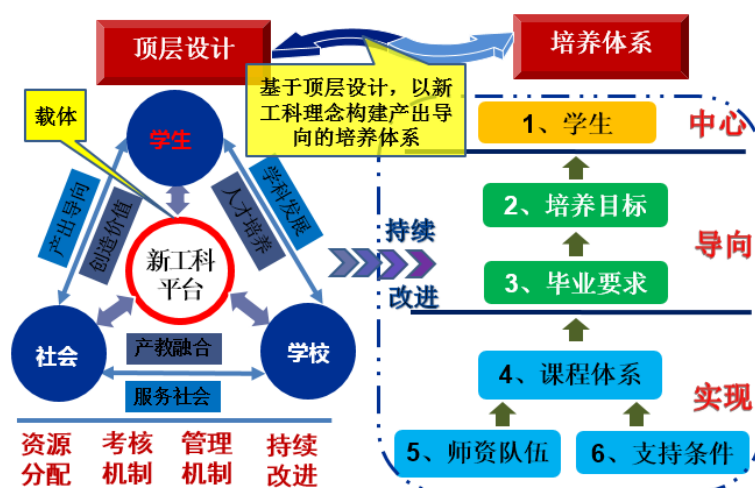 顶层设计
培养体系
基于顶层设计，以新
工科理念构建产出导
向的培养体系
载体
学生
产出导向
创造价值
学科发展
人才培养
新工科
平台
社会
学校
产教融合
服务社会
资源
分配
考核
机制
管理
机制
持续
改进
持续
改进
1、学生
中心
2、培养目标
导向
3、毕业要求
4、课程体系
实现
5、师资队伍
6、支持条件